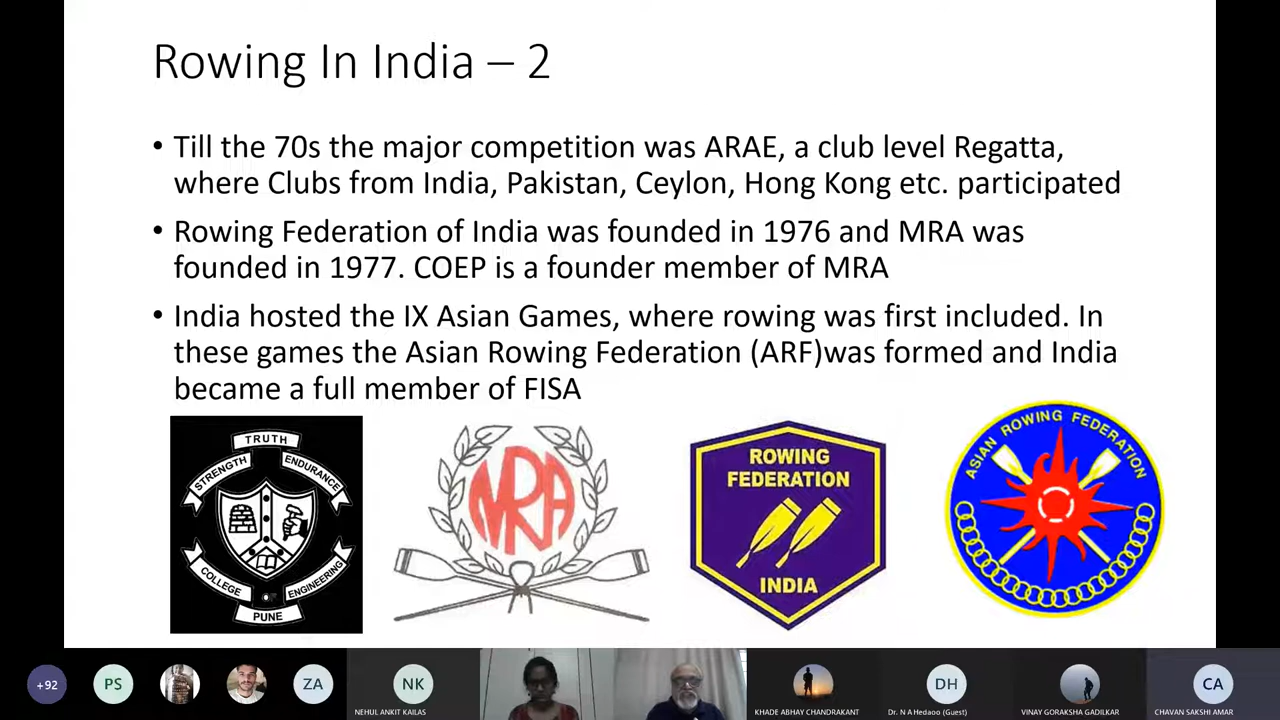 Rowing In India – 2
• Till the 70s the major competition was ARAE, a club level Regatta,
where Clubs from India, Pakistan, Ceylon, Hong Kong etc. participated
• Rowing Federation of India was founded in 1976 and MRA was
founded in 1977. COEP is a founder member of MRA
• India hosted the IX Asian Games, where rowing was first included. In
these games the Asian Rowing Federation (ARF)was formed and India
became a full member of FISA
TRUTH
STRENGTH
ENDURANCE
COLLEGE
ENGINEERING
PUNE
MRA
ROWING
FEDERATION
INDIA
ASIAN ROWING FEDERATION
+92
PS
ZA
NK
NEHUL ANKIT KAILAS
KHADE ABHAY CHANDRAKANT
DH
Dr. N A Hedaoo (Guest)
VINAY GORAKSHA GADILKAR
CA
CHAVAN SAKSHI AMAR